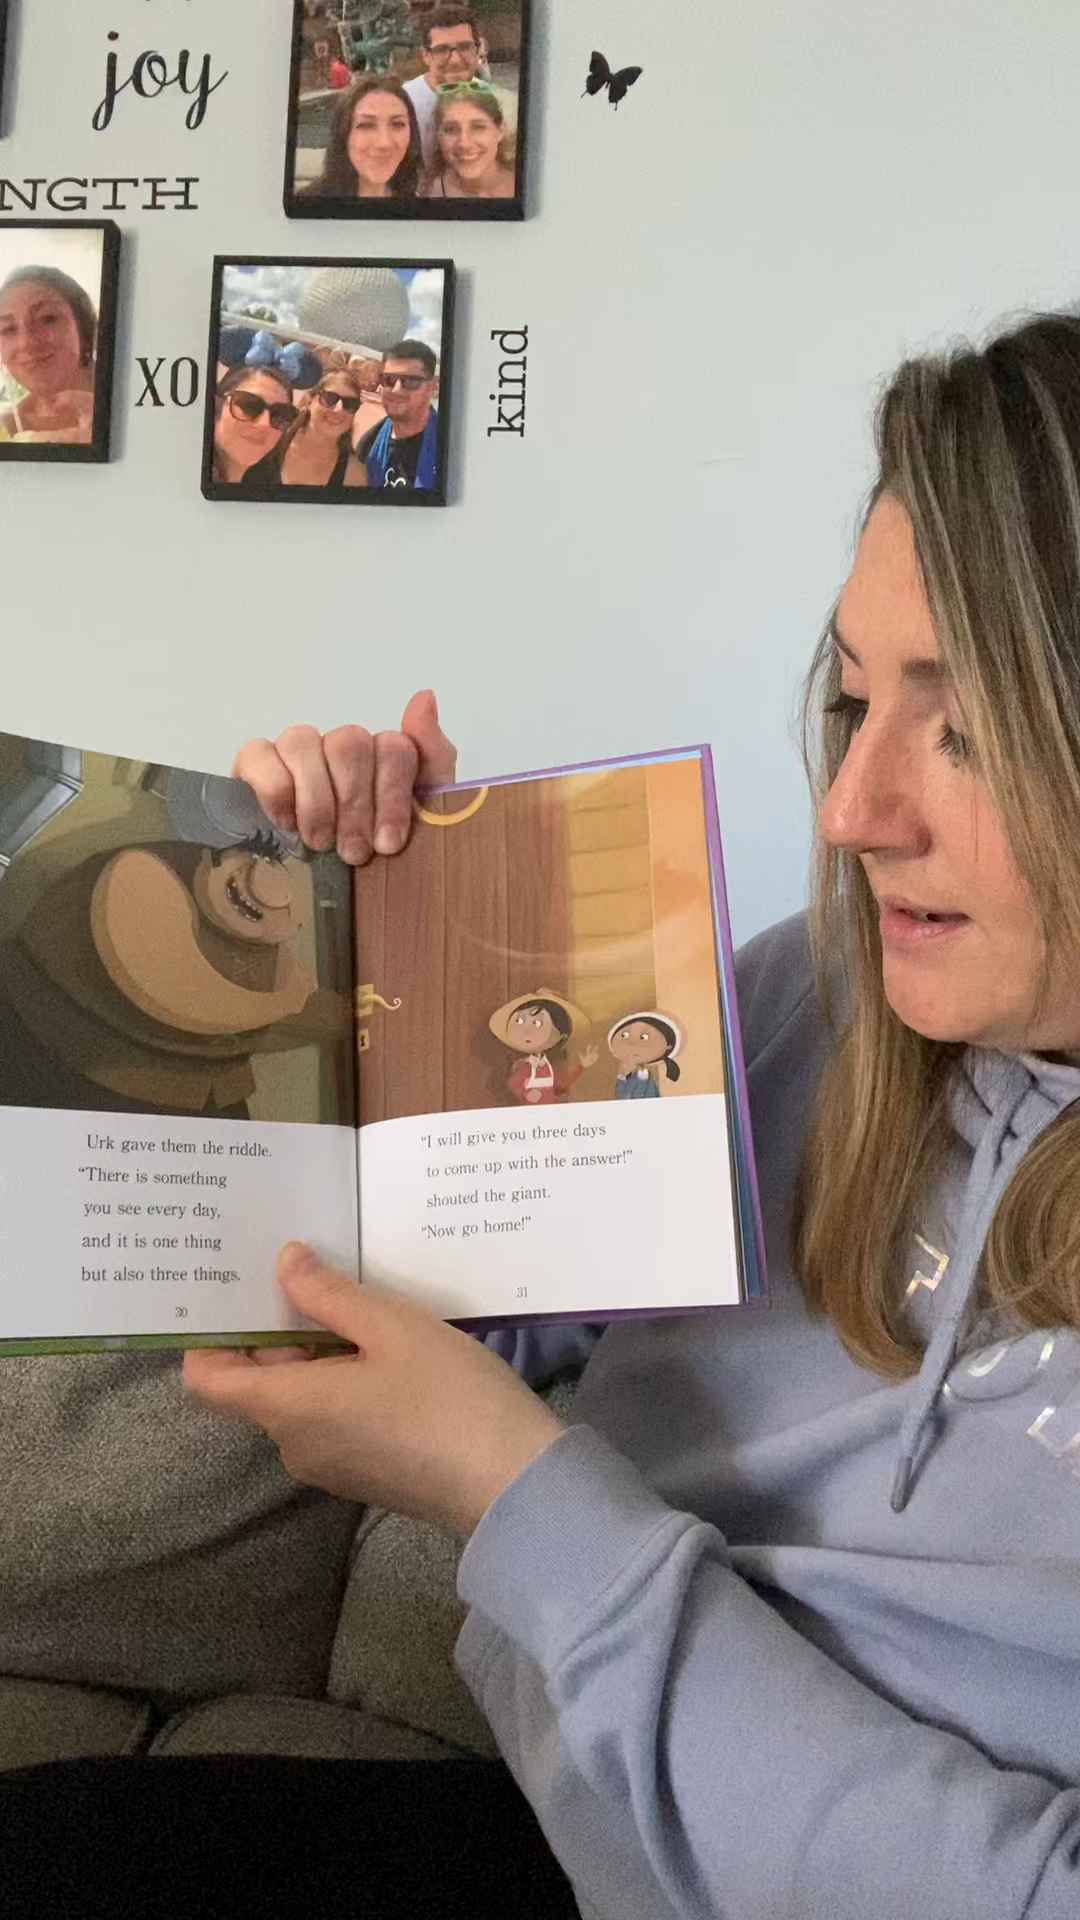 joy
NGTH
XO
kind
Urk gave them the riddle.
“There is something
you see every day,
and it is one thing
but also three things.
30
“I will give you three days
to come up with the answer!”
shouted the giant.
“Now go home!”
31